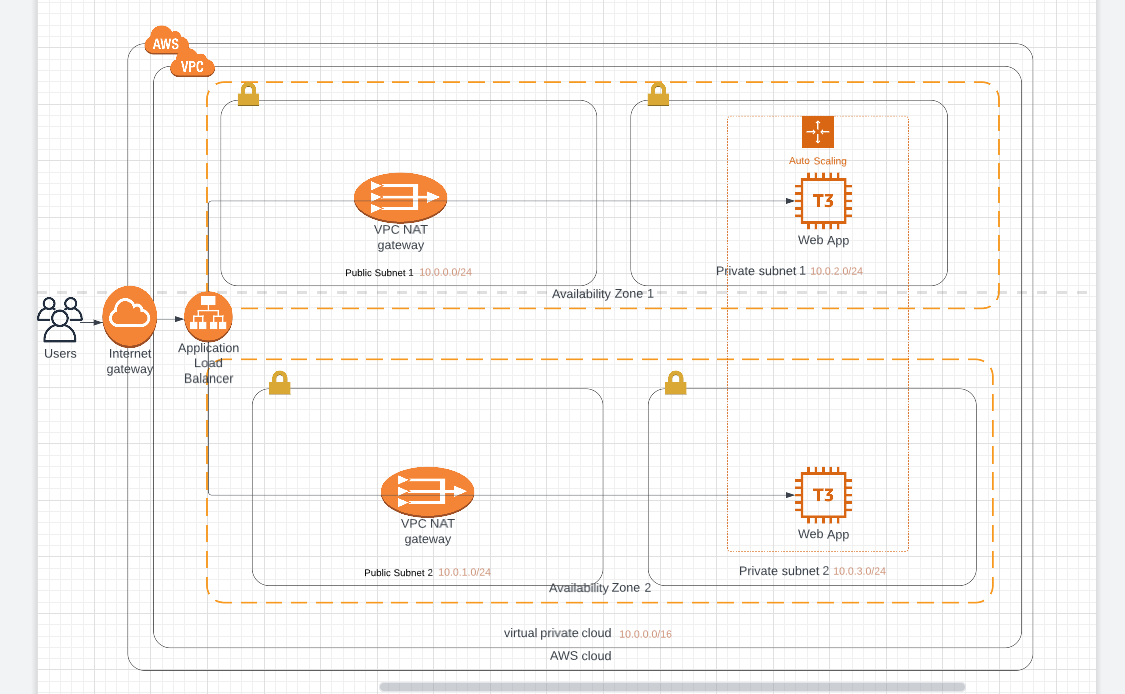 AWS
VPC
Auto Scaling
T3
Web App
VPC NAT
gateway
Public Subnet 1 10.0.0.0/24
Private subnet 1 10.0.2.0/24
Availability Zone 1
Users
Internet
gateway
Application
Load
Balancer
T3
Web App
VPC NAT
gateway
Public Subnet 2 10.0.1.0/24
Private subnet 2 10.0.3.0/24
Availability Zone 2
virtual private cloud 10.0.0.0/16
AWS cloud